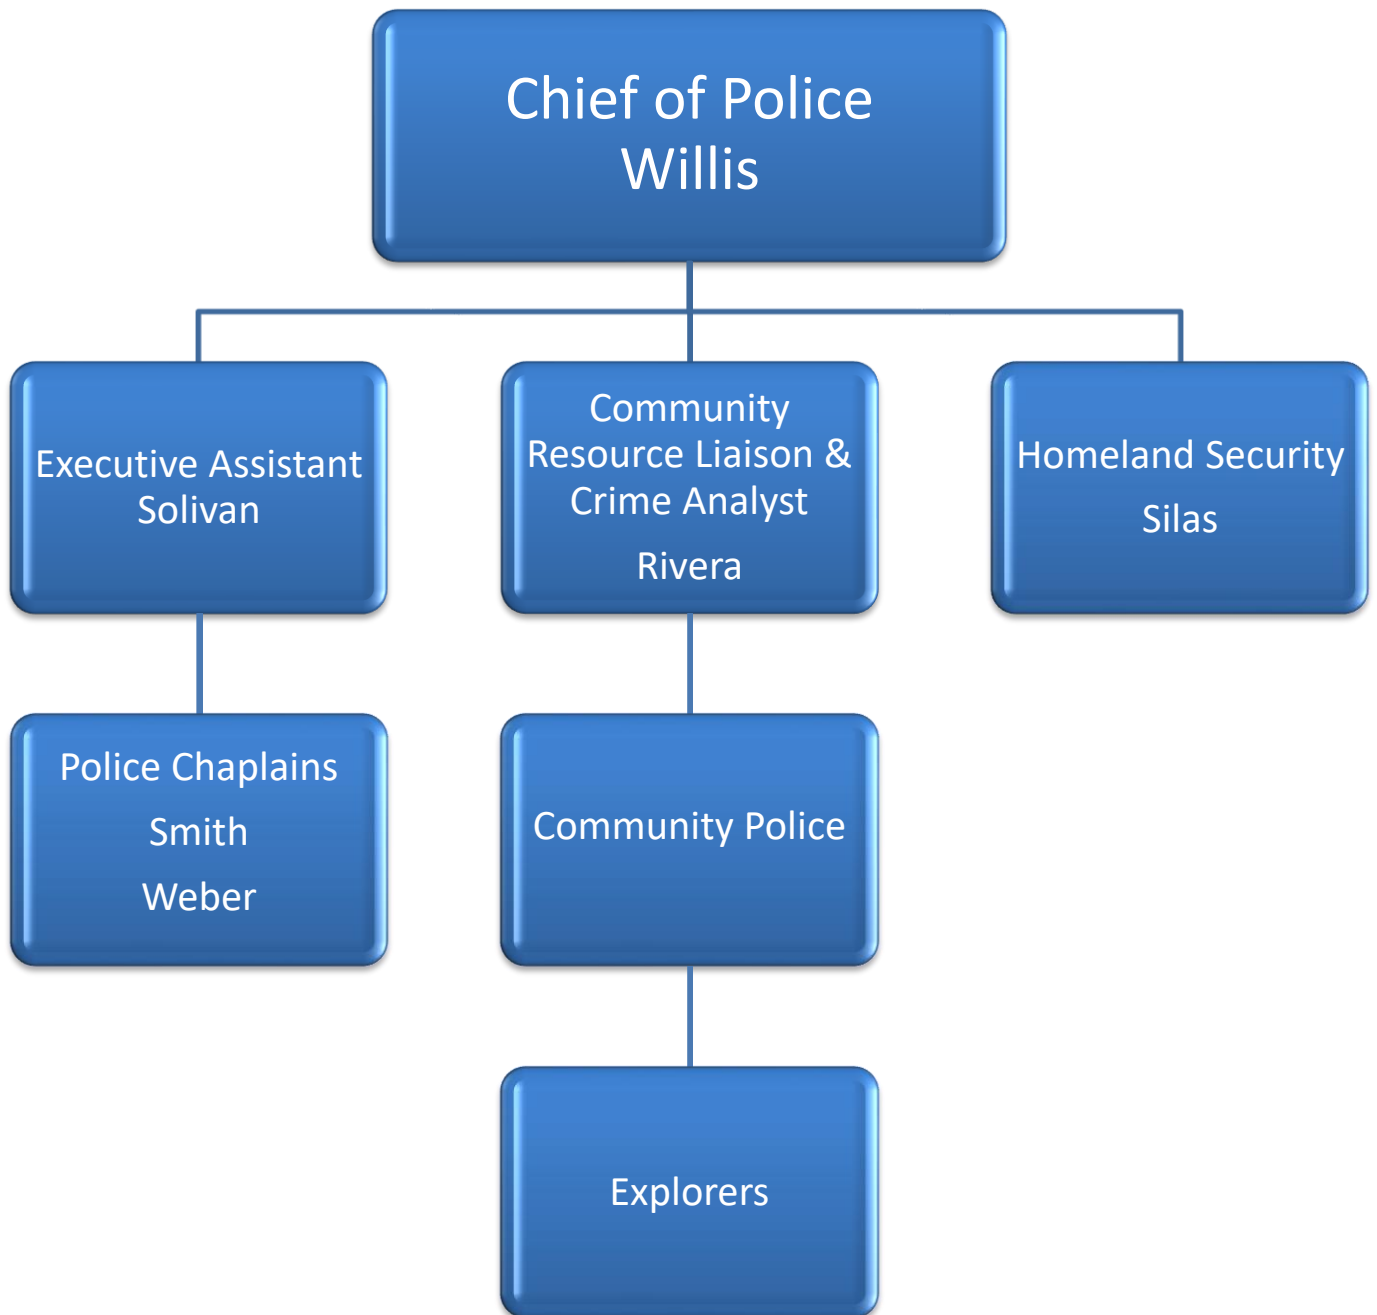 Chief of Police
Willis
Executive Assistant
Solivan
Community
Resource Liaison &
Crime Analyst
Rivera
Homeland Security
Silas
Police Chaplains
Smith
Weber
Community Police
Explorers